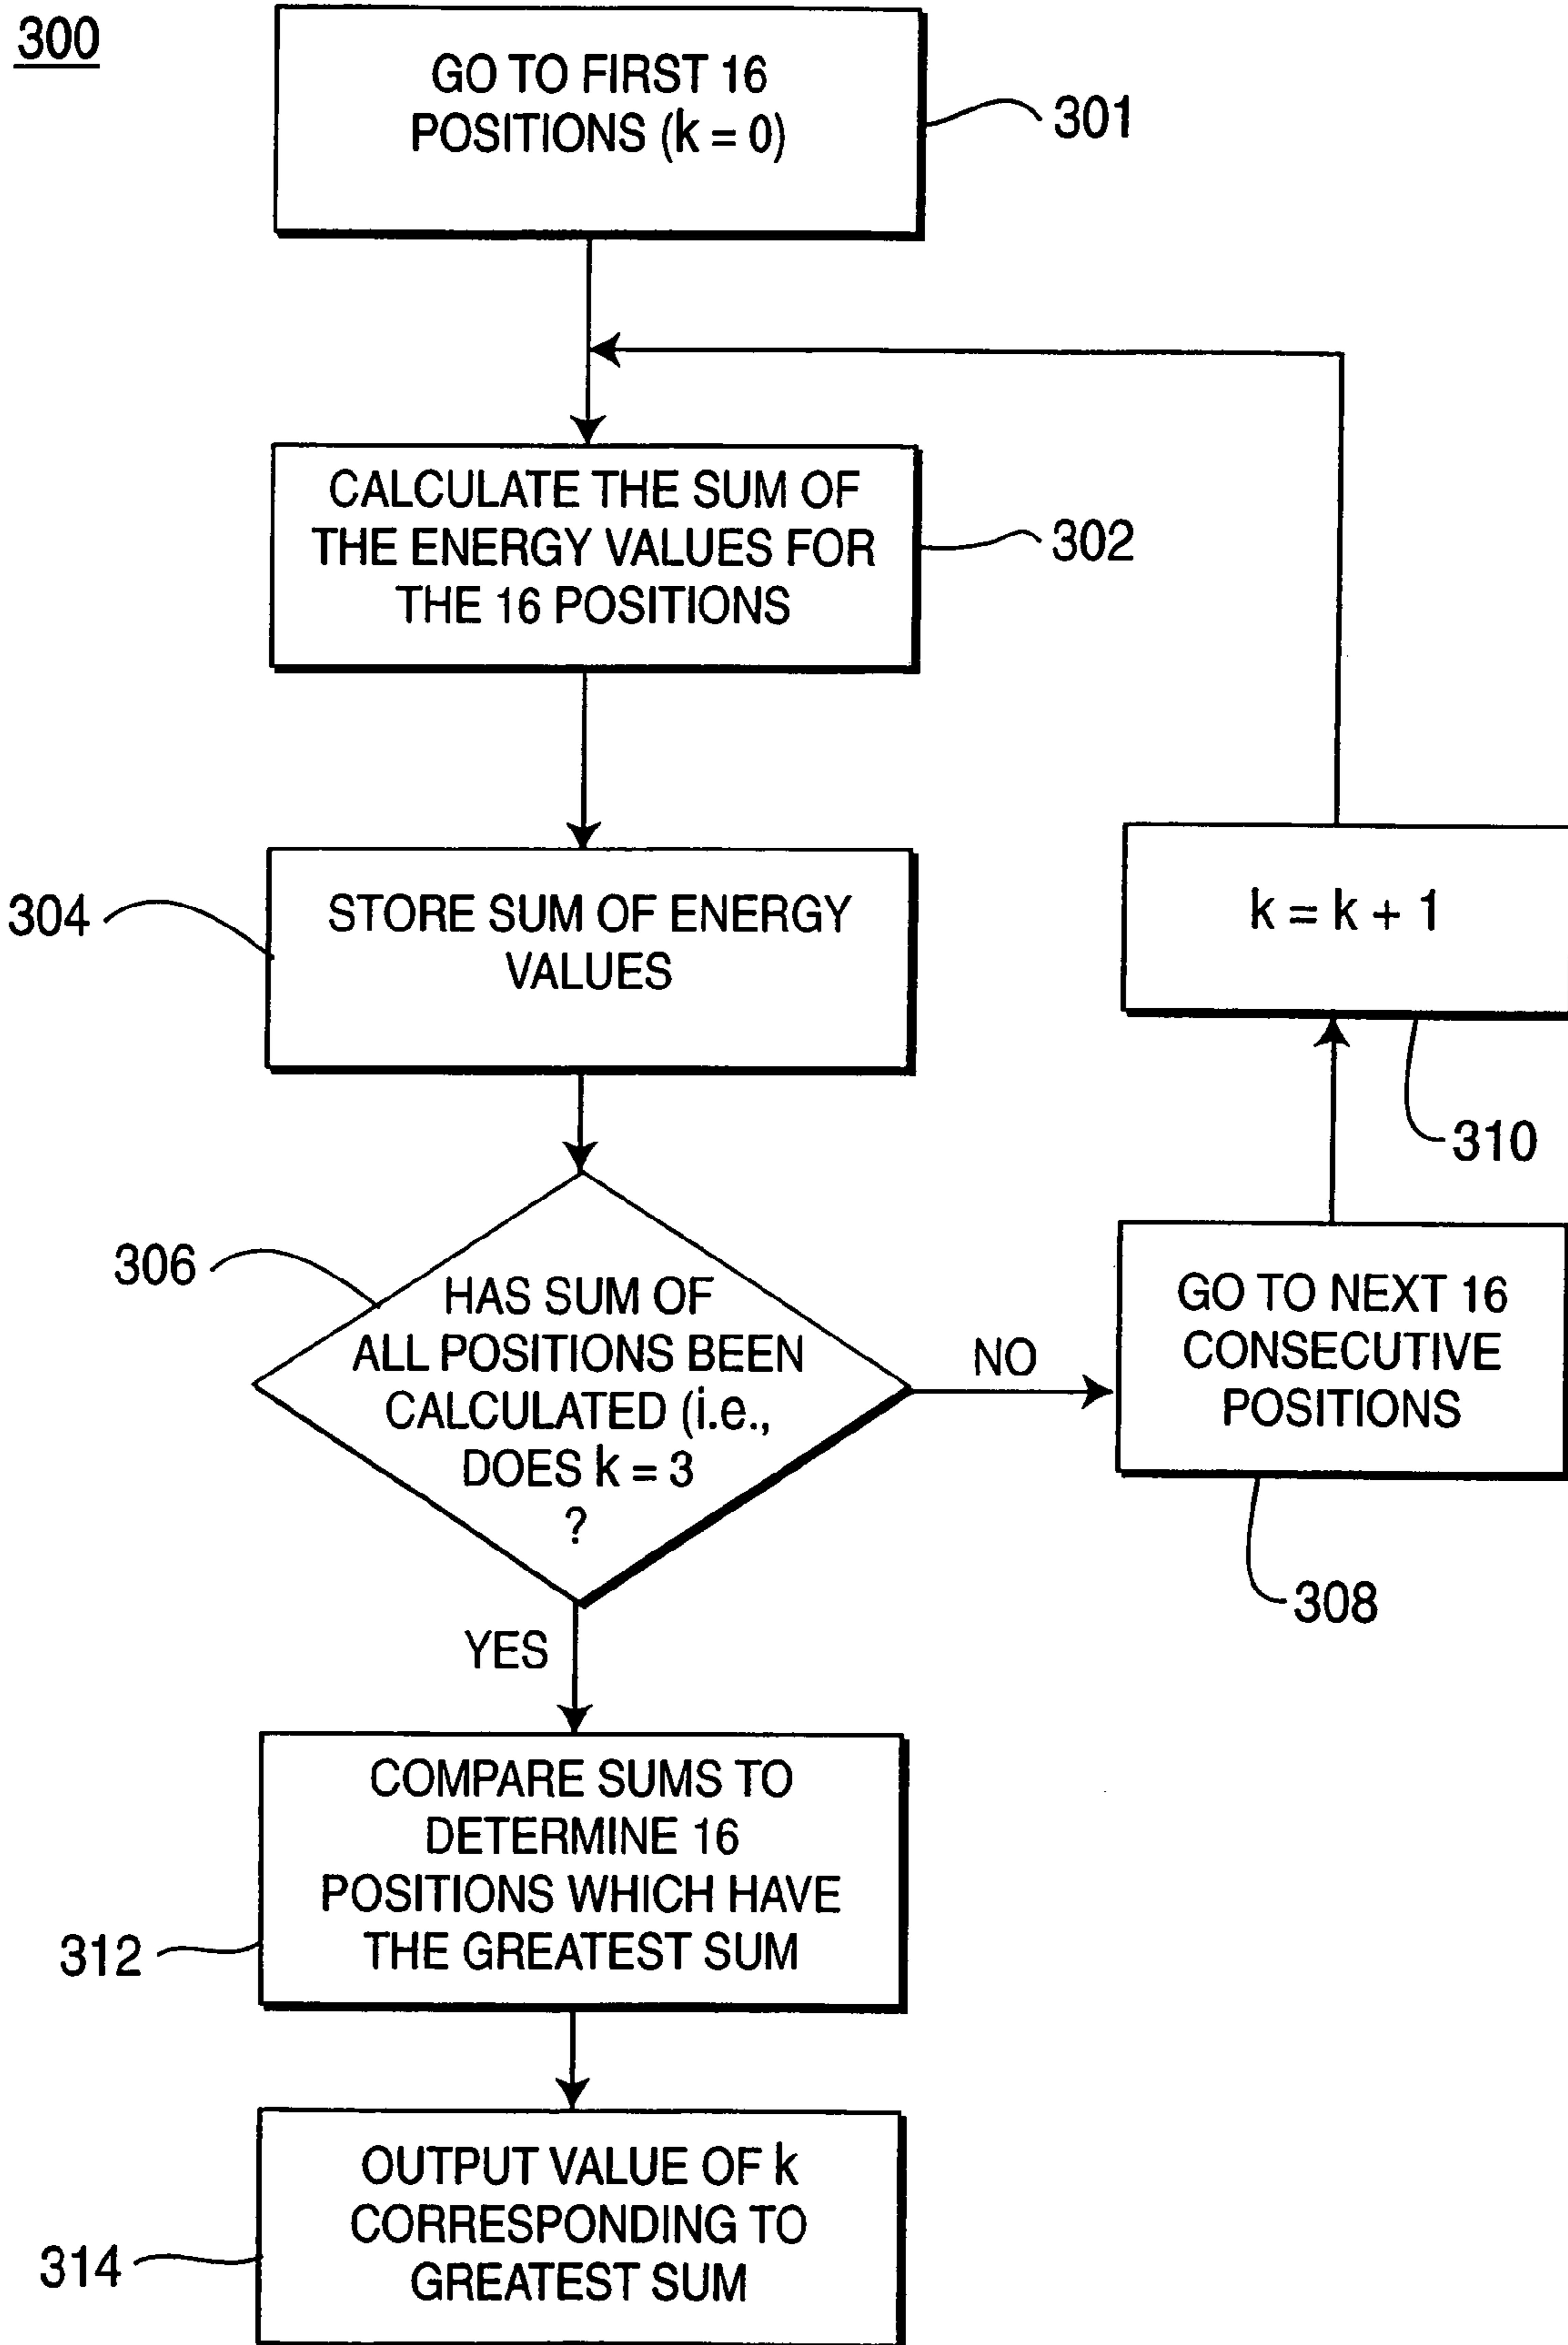 300
GO TO FIRST 16
POSITIONS (k = 0)
301
CALCULATE THE SUM OF
THE ENERGY VALUES FOR
THE 16 POSITIONS
302
304
STORE SUM OF ENERGY
VALUES
k = k + 1
310
306
HAS SUM OF
ALL POSITIONS BEEN
CALCULATED (i.e.,
DOES k = 3
?
NO
GO TO NEXT 16
CONSECUTIVE
POSITIONS
308
YES
COMPARE SUMS TO
DETERMINE 16
POSITIONS WHICH HAVE
THE GREATEST SUM
312
OUTPUT VALUE OF k
CORRESPONDING TO
GREATEST SUM
314